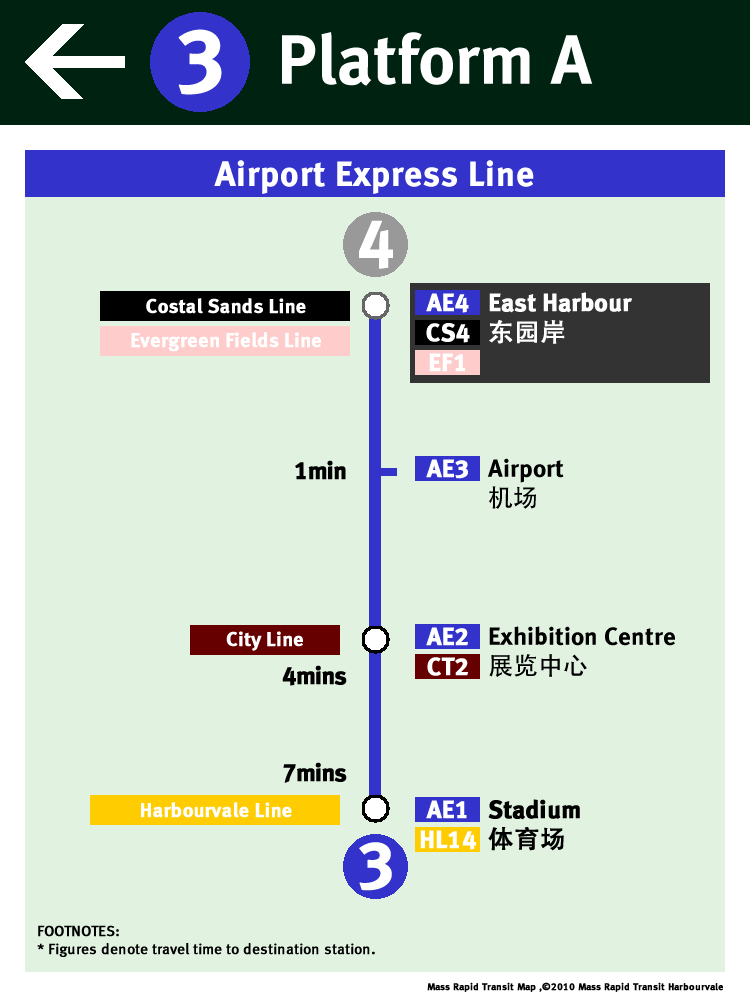 3 Platform A
Airport Express Line
4
Costal Sands Line
Evergreen Fields Line
AE4 East Harbour
CS4 东园岸
EF1
1min
AE3 Airport
机场
City Line
4mins
AE2 Exhibition Centre
CT2 展览中心
7mins
Harbourvale Line
AE1 Stadium
HL14 体育场
3
FOOTNOTES:
* Figures denote travel time to destination station.
Mass Rapid Transit Map ,©2010 Mass Rapid Transit Harbourvale